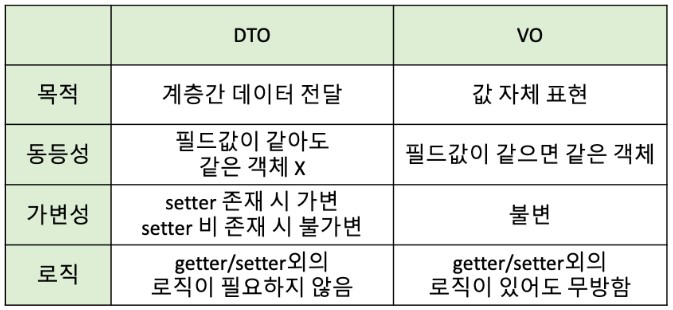 DTO
VO
목적
계층간 데이터 전달
값 자체 표현
동등성
필드값이 같아도
같은 객체 X
필드값이 같으면 같은 객체
가변성
setter 존재 시 가변
setter 비 존재 시 불가변
불변
로직
getter/setter외의
로직이 필요하지 않음
getter/setter외의
로직이 있어도 무방함